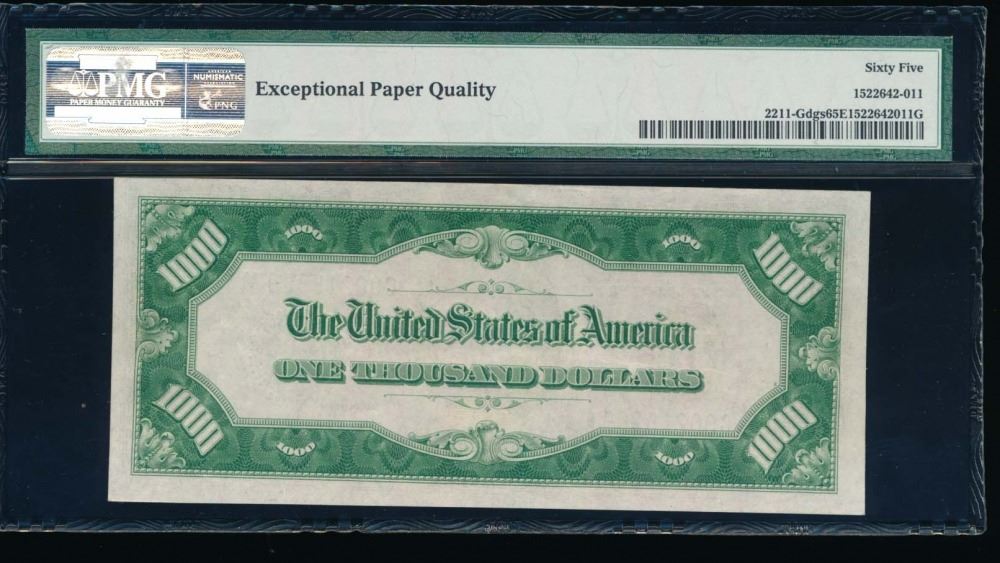 PMG
PAPER MONEY GUARANTY
NUMISMATIC
PNG
Exceptional Paper Quality
Sixty Five
1522642-011
2211-Gdgs65E1522642011G
1000 1000 1000 1000
The United States of America
ONE THOUSAND DOLLARS
1000 1000 1000 1000